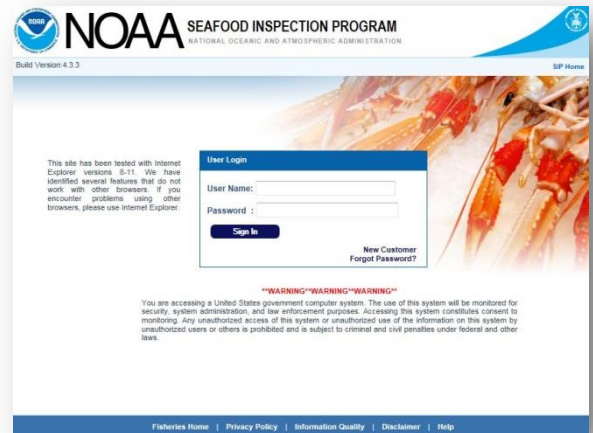 NOAA
NOAA
SEAFOOD INSPECTION PROGRAM
NATIONAL OCEANIC AND ATMOSPHERIC ADMINISTRATION
Build Version:4.3.3
SIP Home
This site has been tested with Internet
Explorer versions 6-11. We have
identified several features that do not
work with other browsers. If you
encounter problems using other
browsers, please use Internet Explorer.
User Login
User Name:
Password :
Sign In
New Customer
Forgot Password?
**WARNING**WARNING**WARNING**
You are accessing a United States government computer system. The use of this system will be monitored for
security, system administration, and law enforcement purposes. Accessing this system constitutes consent to
monitoring. Any unauthorized access of this system or unauthorized use of the information on this system by
unauthorized users or others is prohibited and is subject to criminal and civil penalties under federal and other
laws.
Fisheries Home | Privacy Policy | Information Quality | Disclaimer | Help